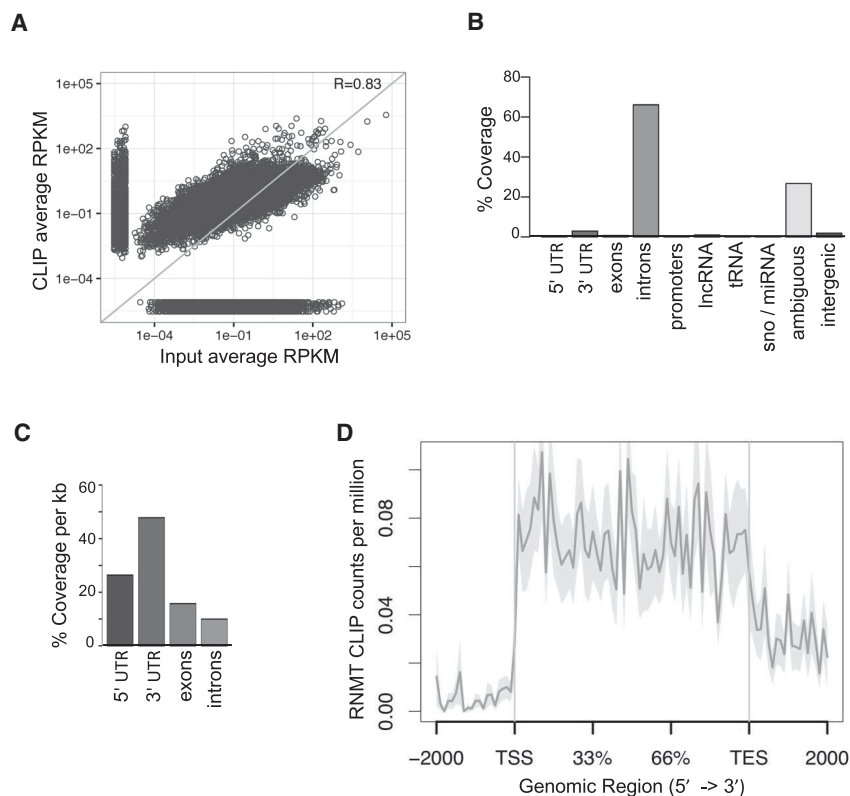 A
R=0.83
1e+05
1e+02
1e−01
1e−04
CLIP average RPKM
1e−04 1e−01 1e+02 1e+05
Input average RPKM
B
80
60
40
20
0
% Coverage
5' UTR
3' UTR
exons
introns
promoters
lncRNA
tRNA
sno / miRNA
ambiguous
intergenic
C
60
40
20
0
% Coverage per kb
5' UTR
3' UTR
exons
introns
D
RNMT CLIP counts per million
0.08
0.04
0.00
−2000 TSS 33% 66% TES 2000
Genomic Region (5′ -> 3′)